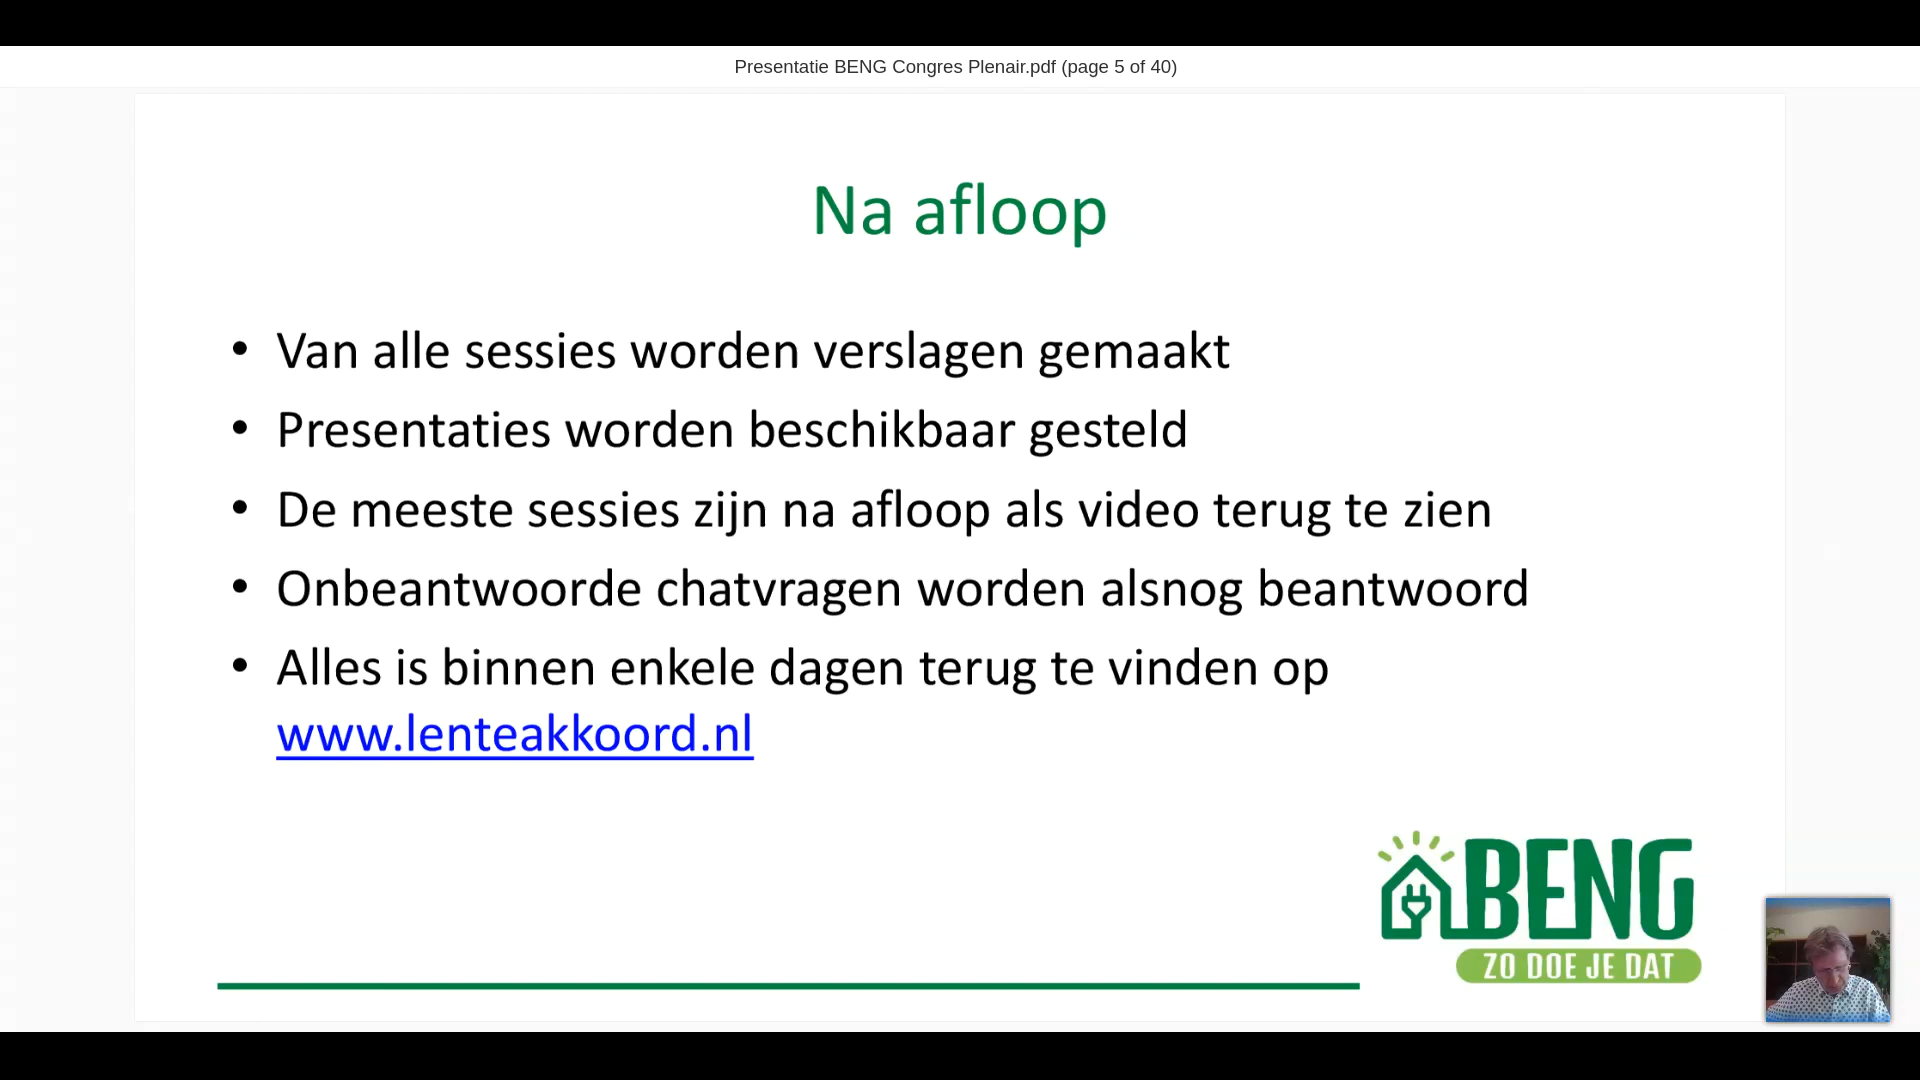 Presentatie BENG Congres Plenair.pdf (page 5 of 40)
Na afloop
• Van alle sessies worden verslagen gemaakt
• Presentaties worden beschikbaar gesteld
• De meeste sessies zijn na afloop als video terug te zien
• Onbeantwoorde chatvragen worden alsnog beantwoord
• Alles is binnen enkele dagen terug te vinden op
www.lenteakkoord.nl
BENG
ZO DOE JE DAT